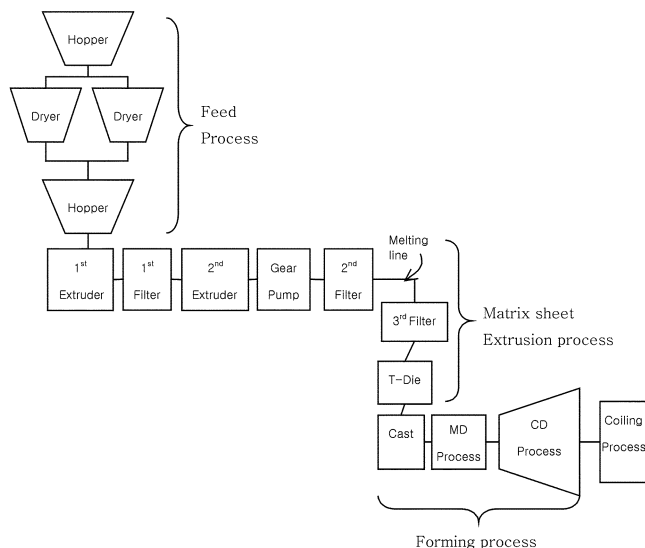 Hopper
Dryer
Dryer
Feed
Process
Hopper
1st
Extruder
1st
Filter
2nd
Extruder
Gear
Pump
2nd
Filter
Melting
line
3rd Filter
Matrix sheet
Extrusion process
T-Die
Cast
MD
Process
CD
Process
Coiling
Process
Forming process